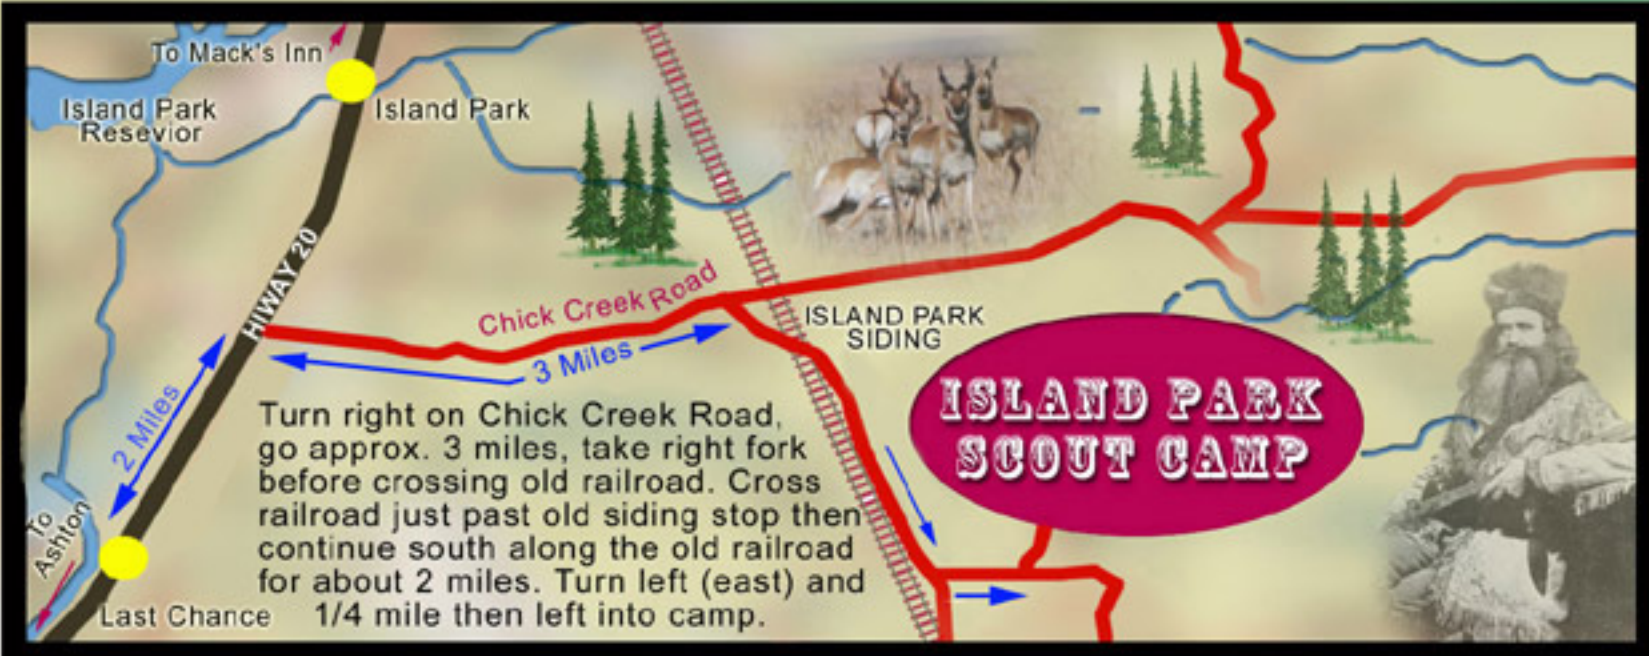 To Mack's Inn
Island Park
Resevior
Island Park
HIWAY 20
Chick Creek Road
3 Miles
2 Miles
ISLAND PARK
SIDING
ISLAND PARK
SCOUT CAMP
Turn right on Chick Creek Road,
go approx. 3 miles, take right fork
before crossing old railroad. Cross
railroad just past old siding stop then
continue south along the old railroad
for about 2 miles. Turn left (east) and
1/4 mile then left into camp.
To
Ashton
Last Chance